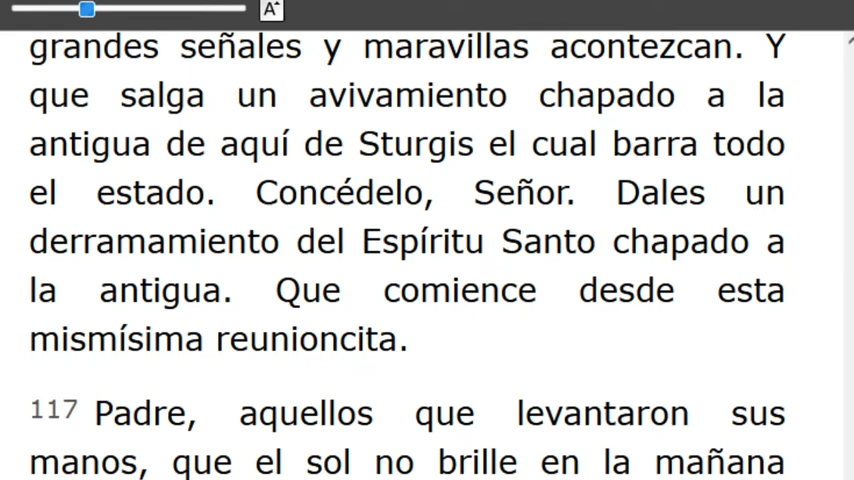 A
grandes señales y maravillas acontezcan. Y
que salga un avivamiento chapado a la
antigua de aquí de Sturgis el cual barra todo
el estado. Concédelo, Señor. Dales un
derramamiento del Espíritu Santo chapado a
la antigua. Que comience desde esta
mismísima reunioncita.
117 Padre, aquellos que levantaron sus
manos, que el sol no brille en la mañana